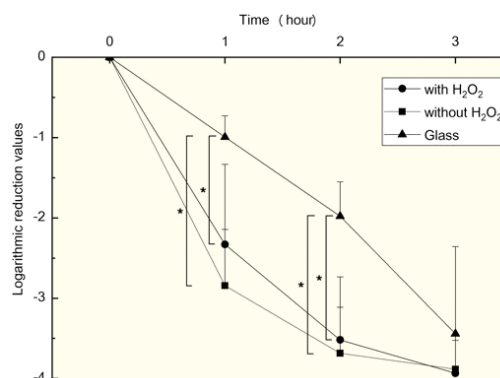 Time ( hour)
0 1 2 3
0
-1
-2
-3
-4
Logarithmic reduction values
with H₂O₂
without H₂O₂
Glass
*
*
*
*